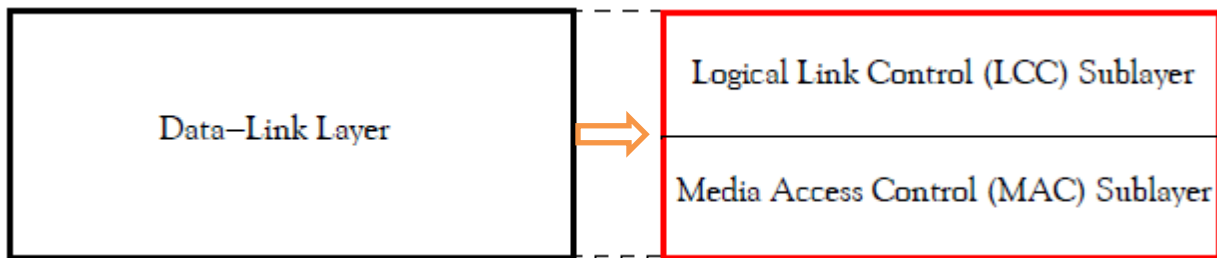 Logical Link Control (LCC) Sublayer
Data–Link Layer
Media Access Control (MAC) Sublayer